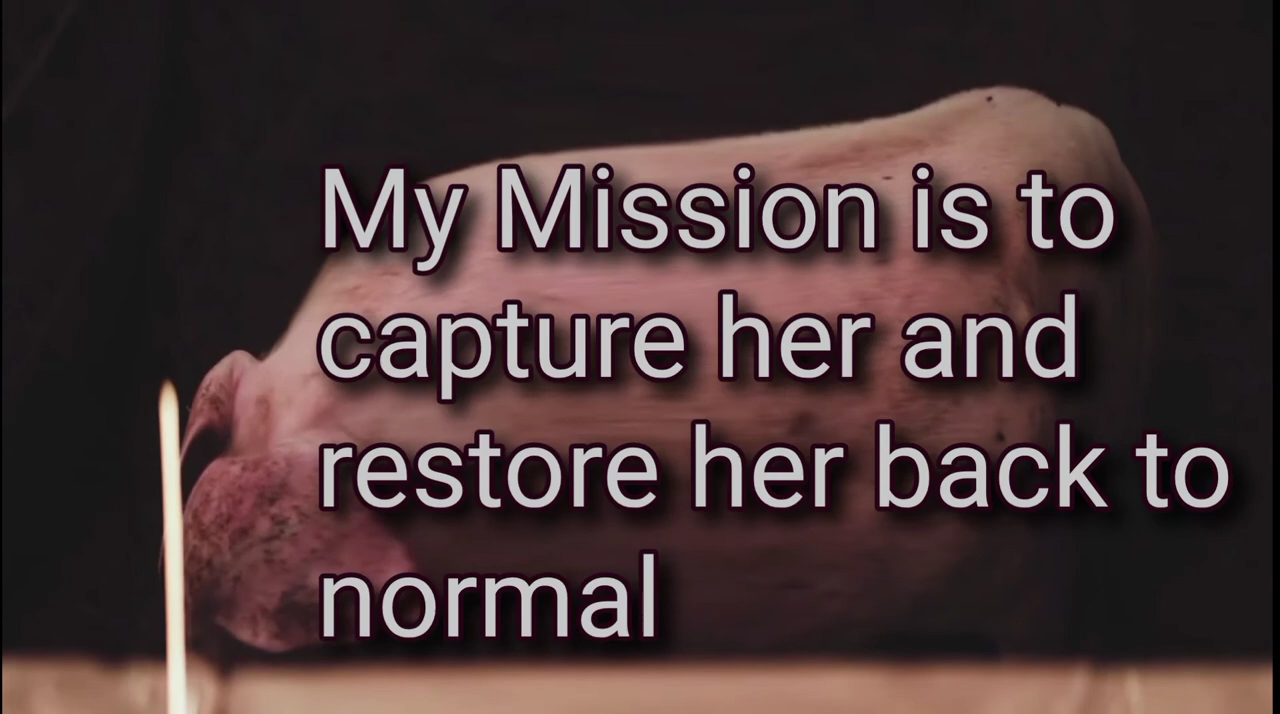 My Mission is to
capture her and
restore her back to
normal